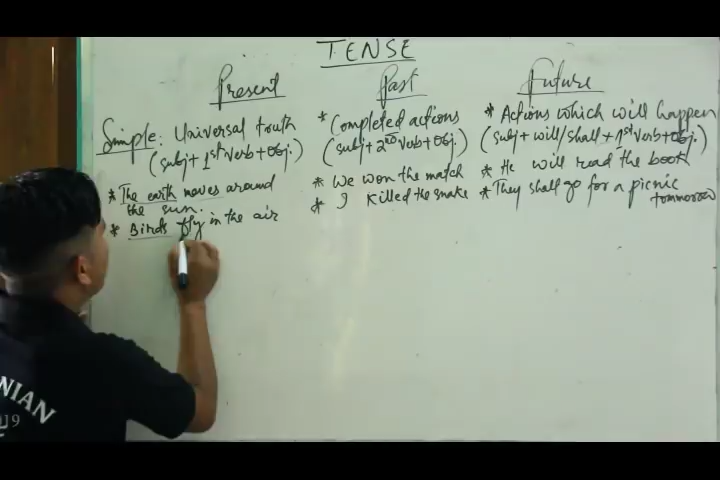 TENSE
Present Past Future
Simple: Universal truth
(subj + 1st verb + obj.)
* The earth moves around
the sun.
* Birds fly in the air
* Completed actions
(subj + 2nd verb + obj.)
* We won the match
* I killed the snake
* Actions which will happen
(subj + will/shall + 1st verb + obj.)
* He will read the book
* They shall go for a picnic
tommorrow
NIAN
19